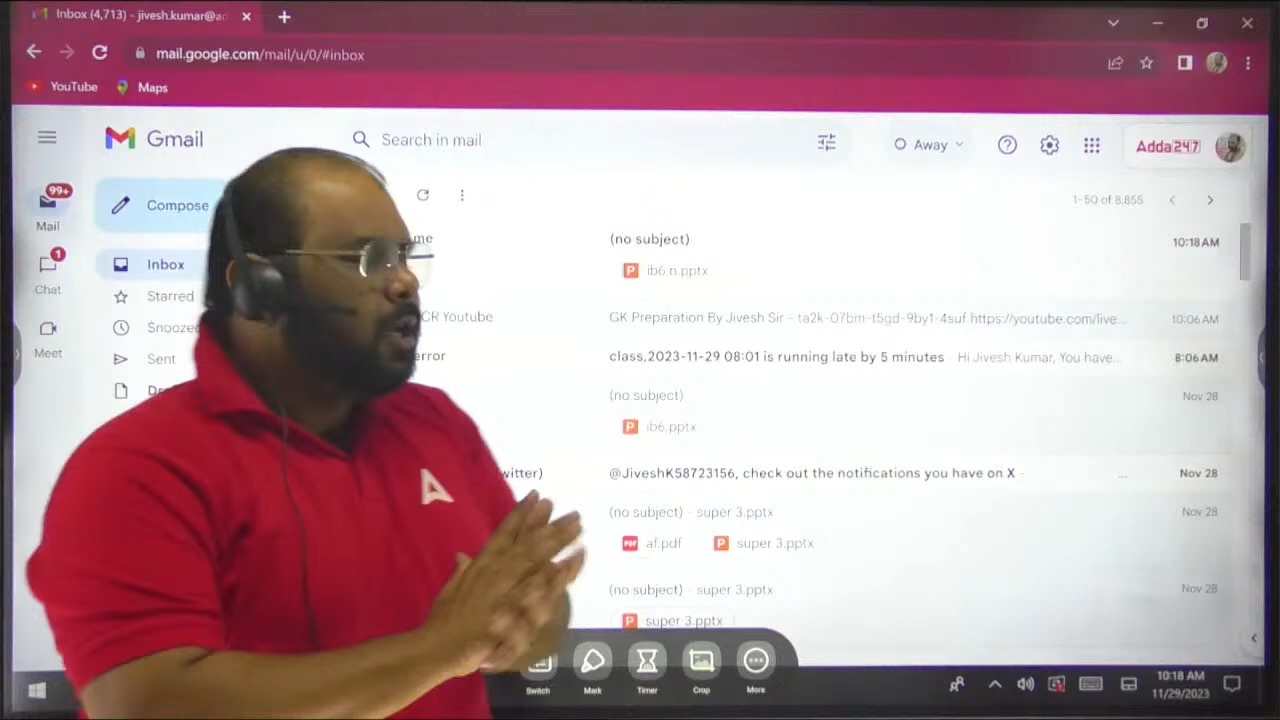 Inbox (4,713) - jivesh.kumar@a
mail.google.com/mail/u/0/#inbox
YouTube Maps
Gmail Search in mail Away Adda247
99+ Compose 1-50 of 8,855
Mail
me (no subject) 10:18 AM
1 Inbox
P ib6 n.pptx
Chat Starred
CR Youtube GK Preparation By Jivesh Sir - ta2k-07bm-t5gd-9by1-4suf https://youtube.com/live... 10:06 AM
Snoozed
Meet
Sent error class,2023-11-29 08:01 is running late by 5 minutes - Hi Jivesh Kumar, You have... 8:06 AM
(no subject) Nov 28
P ib6.pptx
witter) @JiveshK58723156, check out the notifications you have on X - ... Nov 28
A
(no subject) - super 3.pptx Nov 28
PDF af.pdf P super 3.pptx
(no subject) - super 3.pptx Nov 28
P super 3.pptx
Switch Mark Timer Crop More
10:18 AM
11/29/2023